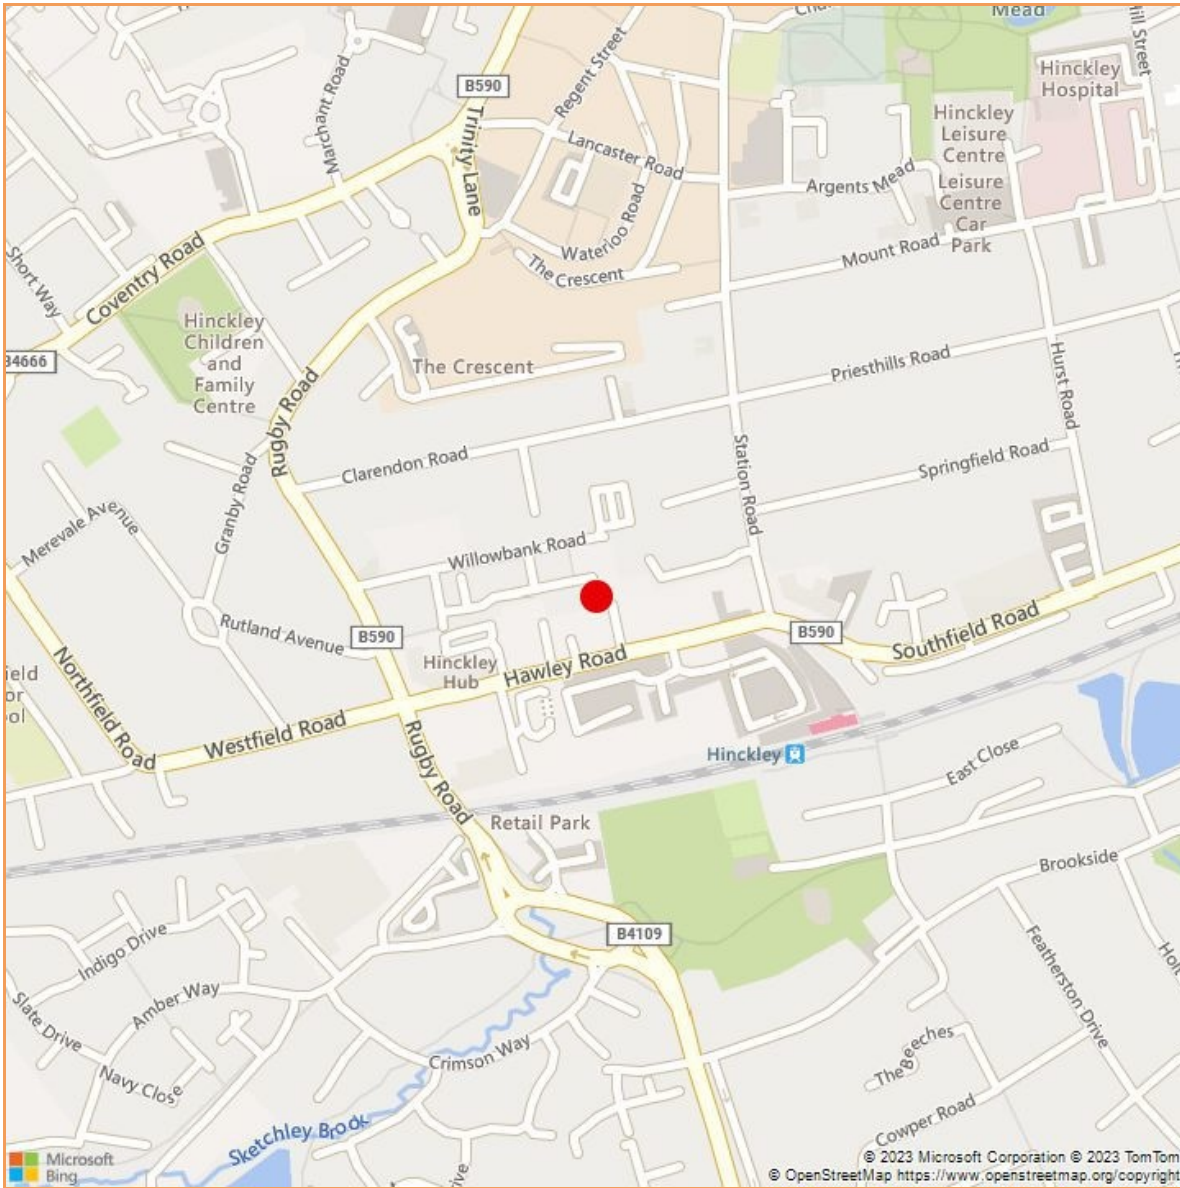 Mead
Hill Street
B590
Regent Street
Hinckley
Hospital
Marchant Road
Trinity Lane
Hinckley
Leisure
Centre
Lancaster Road
Leisure
Centre
Car
Park
Argents Mead
Waterloo Road
Mount Road
The Crescent
Short Way
Coventry Road
Hinckley
Children
and
Family
Centre
B4666
The Crescent
Priesthills Road
Hurst Road
Rugby Road
Clarendon Road
Station Road
Springfield Road
Granby Road
Merevale Avenue
Willowbank Road
Rutland Avenue
B590
B590
Southfield Road
Hinckley
Hub
Hawley Road
Northfield Road
Westfield Road
Rugby Road
Hinckley
East Close
Retail Park
Brookside
B4109
Indigo Drive
Amber Way
Slate Drive
Navy Close
Crimson Way
Featherston Drive
The Beeches
Cowper Road
Sketchley Brook
Microsoft
Bing
© 2023 Microsoft Corporation © 2023 TomTom
© OpenStreetMap https://www.openstreetmap.org/copyright